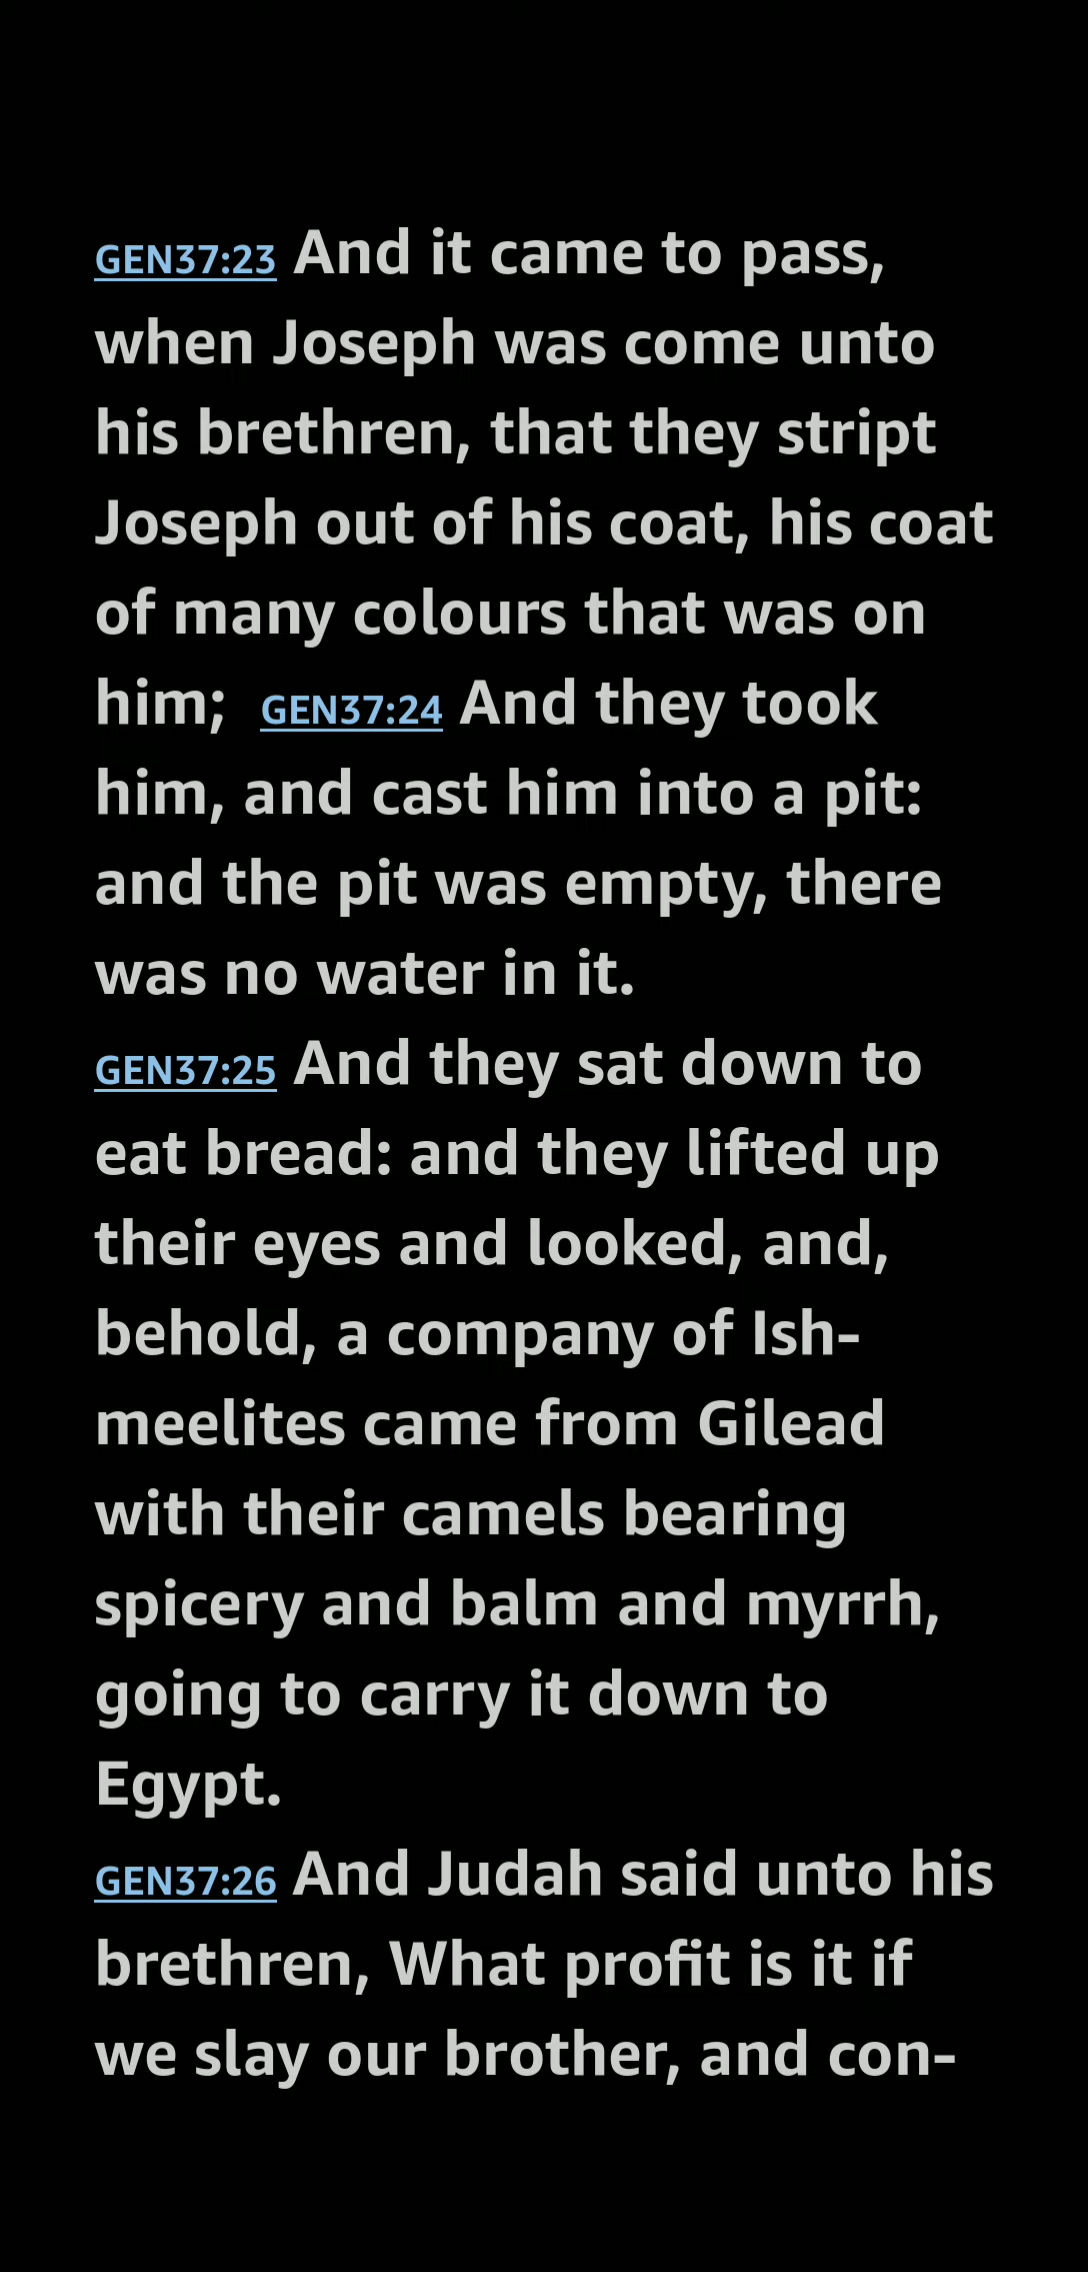 GEN37:23 And it came to pass,
when Joseph was come unto
his brethren, that they stript
Joseph out of his coat, his coat
of many colours that was on
him; GEN37:24 And they took
him, and cast him into a pit:
and the pit was empty, there
was no water in it.
GEN37:25 And they sat down to
eat bread: and they lifted up
their eyes and looked, and,
behold, a company of Ish-
meelites came from Gilead
with their camels bearing
spicery and balm and myrrh,
going to carry it down to
Egypt.
GEN37:26 And Judah said unto his
brethren, What profit is it if
we slay our brother, and con-